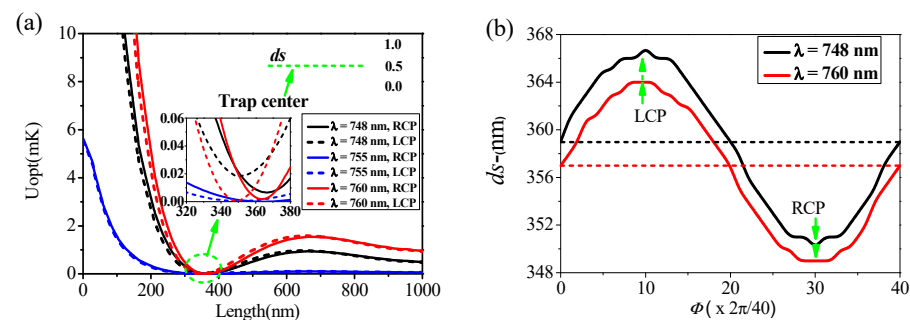 (a)
10
8
6
4
2
0
Uopt(mK)
0 200 400 600 800 1000
Length(nm)
ds
1.0
0.5
0.0
Trap center
0.06
0.04
0.02
0.00
320 340 360 380
λ = 748 nm, RCP
λ = 748 nm, LCP
λ = 755 nm, RCP
λ = 755 nm, LCP
λ = 760 nm, RCP
λ = 760 nm, LCP
(b)
368
364
359
356
352
348
ds-(nm)
λ = 748 nm
λ = 760 nm
LCP
RCP
0 10 20 30 40
Φ( x 2π/40)